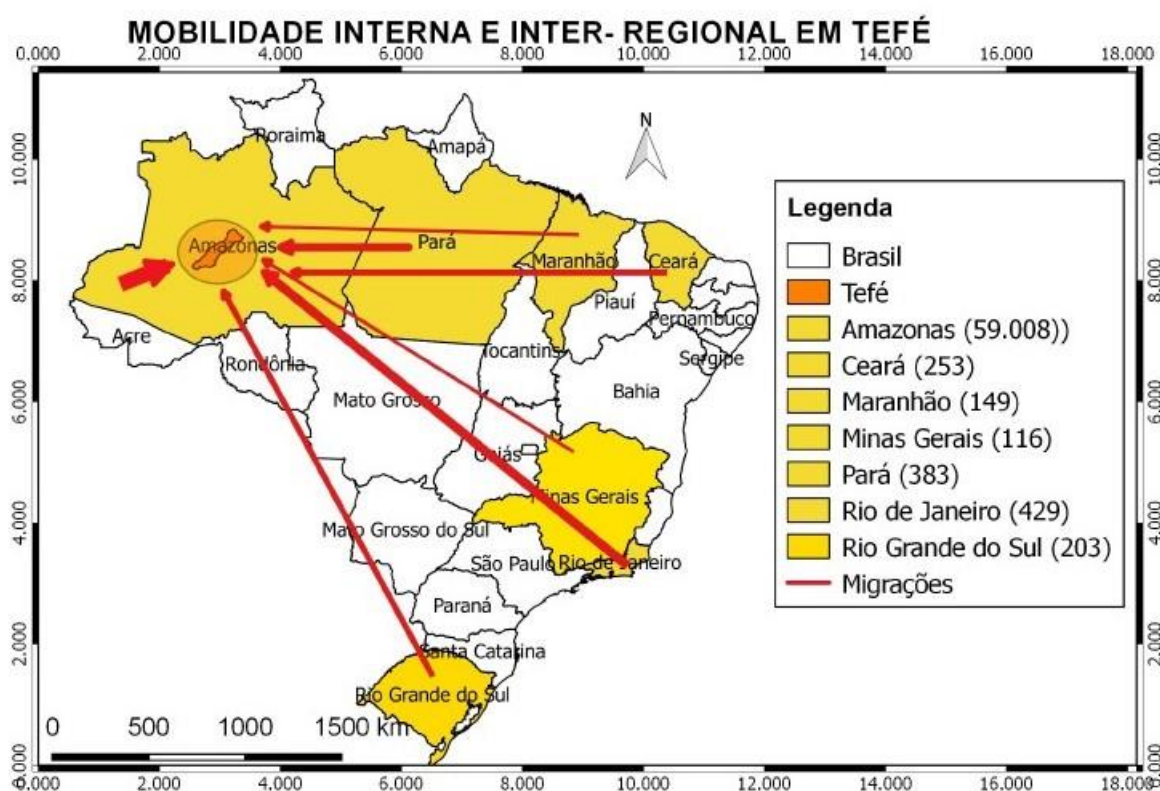 MOBILIDADE INTERNA E INTER- REGIONAL EM TEFÉ
0.000 2.000 4.000 6.000 8.000 10.000 12.000 14.000 16.000 18.000
10.000
8.000
6.000
4.000
2.000
0.000
10.000
8.000
6.000
4.000
2.000
0.000
N
Roraima
Amapá
Amazonas
Pará
Maranhão
Ceará
Piauí
Pernambuco
Acre
Tocantins
Sergipe
Rondônia
Bahia
Mato Grosso
Goiás
Minas Gerais
Mato Grosso do Sul
São Paulo
Rio de Janeiro
Paraná
Santa Catarina
Rio Grande do Sul
Legenda
Brasil
Tefé
Amazonas (59.008))
Ceará (253)
Maranhão (149)
Minas Gerais (116)
Pará (383)
Rio de Janeiro (429)
Rio Grande do Sul (203)
Migrações
0 500 1000 1500 km
0.000 2.000 4.000 6.000 8.000 10.000 12.000 14.000 16.000 18.000